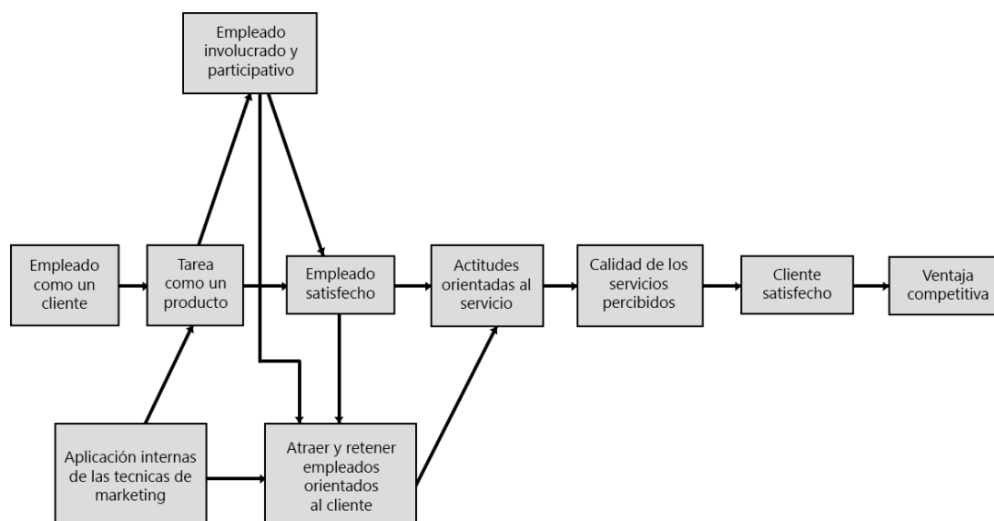 Empleado
involucrado y
participativo
Empleado
como un
cliente
Tarea
como un
producto
Empleado
satisfecho
Actitudes
orientadas al
servicio
Calidad de los
servicios
percibidos
Cliente
satisfecho
Ventaja
competitiva
Aplicación internas
de las tecnicas de
marketing
Atraer y retener
empleados
orientados
al cliente